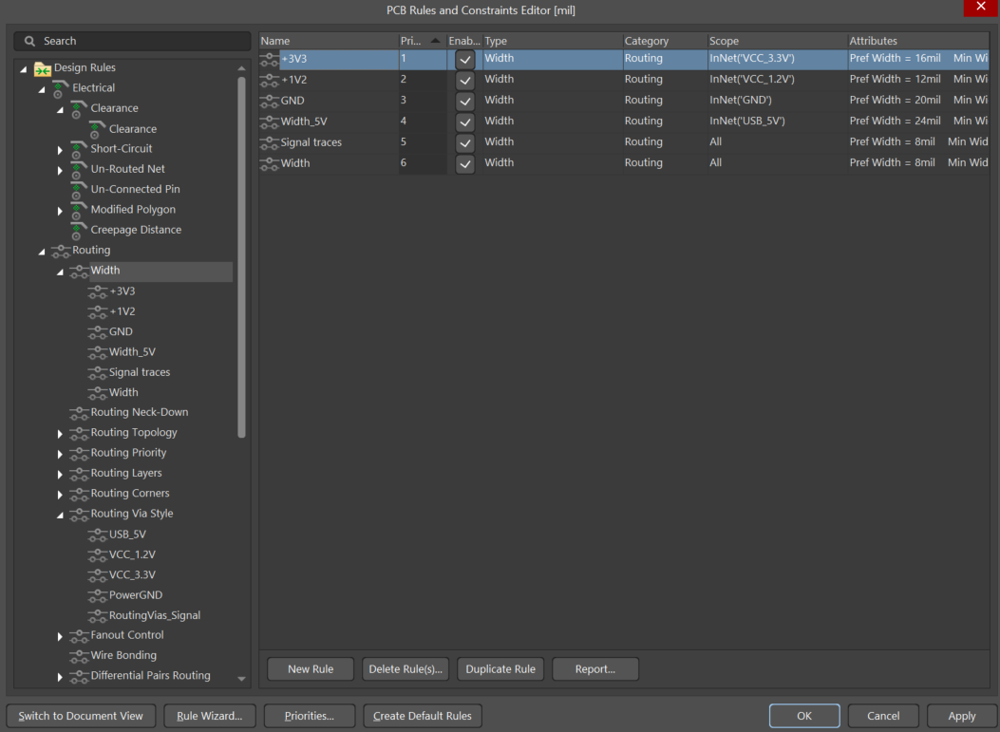 PCB Rules and Constraints Editor [mil]
Search
Design Rules
Electrical
Clearance
Clearance
Short-Circuit
Un-Routed Net
Un-Connected Pin
Modified Polygon
Creepage Distance
Routing
Width
+3V3
+1V2
GND
Width_5V
Signal traces
Width
Routing Neck-Down
Routing Topology
Routing Priority
Routing Layers
Routing Corners
Routing Via Style
USB_5V
VCC_1.2V
VCC_3.3V
PowerGND
RoutingVias_Signal
Fanout Control
Wire Bonding
Differential Pairs Routing
Name Pri... Enab... Type Category Scope Attributes
+3V3 1 Width Routing InNet('VCC_3.3V') Pref Width = 16mil Min Wi
+1V2 2 Width Routing InNet('VCC_1.2V') Pref Width = 12mil Min Wi
GND 3 Width Routing InNet('GND') Pref Width = 20mil Min Wi
Width_5V 4 Width Routing InNet('USB_5V') Pref Width = 24mil Min Wi
Signal traces 5 Width Routing All Pref Width = 8mil Min Wid
Width 6 Width Routing All Pref Width = 8mil Min Wid
New Rule Delete Rule(s)... Duplicate Rule Report...
Switch to Document View Rule Wizard... Priorities... Create Default Rules OK Cancel Apply